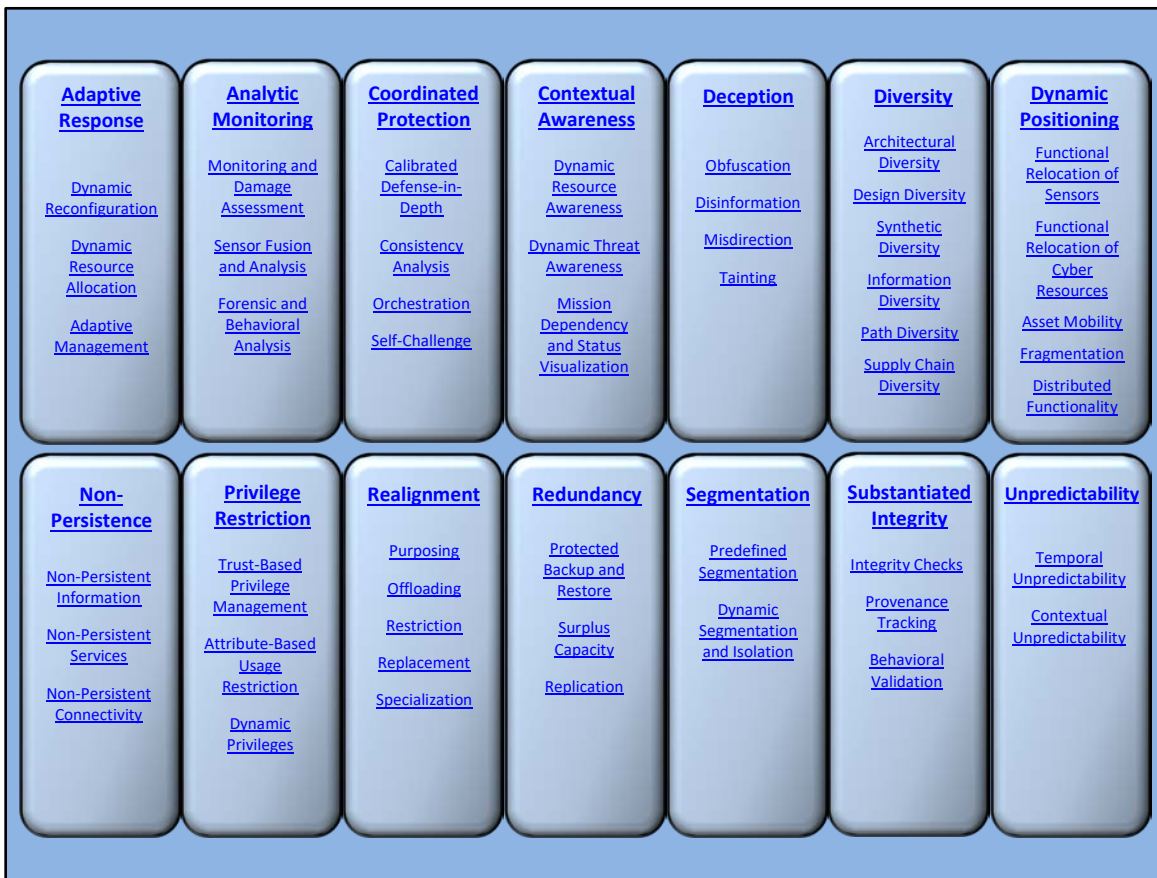 Adaptive
Response
Dynamic
Reconfiguration
Dynamic
Resource
Allocation
Adaptive
Management
Analytic
Monitoring
Monitoring and
Damage
Assessment
Sensor Fusion
and Analysis
Forensic and
Behavioral
Analysis
Coordinated
Protection
Calibrated
Defense-in-
Depth
Consistency
Analysis
Orchestration
Self-Challenge
Contextual
Awareness
Dynamic
Resource
Awareness
Dynamic Threat
Awareness
Mission
Dependency
and Status
Visualization
Deception
Obfuscation
Disinformation
Misdirection
Tainting
Diversity
Architectural
Diversity
Design Diversity
Synthetic
Diversity
Information
Diversity
Path Diversity
Supply Chain
Diversity
Dynamic
Positioning
Functional
Relocation of
Sensors
Functional
Relocation of
Cyber
Resources
Asset Mobility
Fragmentation
Distributed
Functionality
Non-
Persistence
Non-Persistent
Information
Non-Persistent
Services
Non-Persistent
Connectivity
Privilege
Restriction
Trust-Based
Privilege
Management
Attribute-Based
Usage
Restriction
Dynamic
Privileges
Realignment
Purposing
Offloading
Restriction
Replacement
Specialization
Redundancy
Protected
Backup and
Restore
Surplus
Capacity
Replication
Segmentation
Predefined
Segmentation
Dynamic
Segmentation
and Isolation
Substantiated
Integrity
Integrity Checks
Provenance
Tracking
Behavioral
Validation
Unpredictability
Temporal
Unpredictability
Contextual
Unpredictability